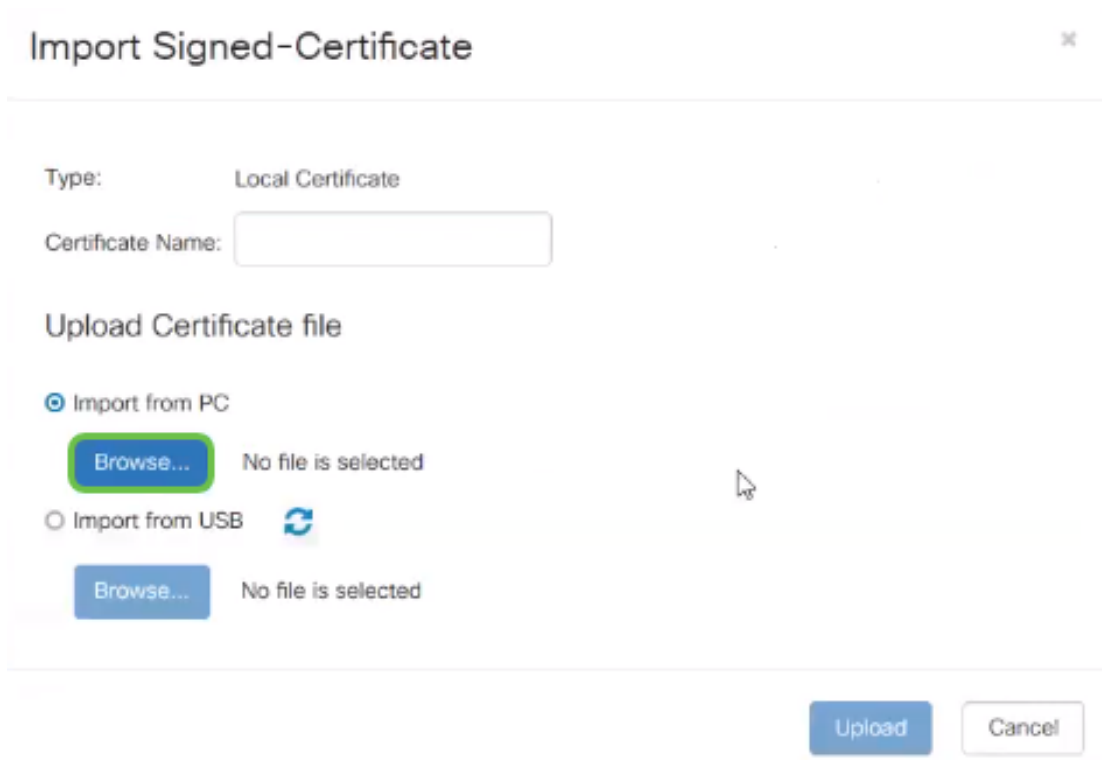 Import Signed-Certificate
×
Type: Local Certificate
Certificate Name:
Upload Certificate file
Import from PC
Browse... No file is selected
Import from USB
Browse... No file is selected
Upload Cancel